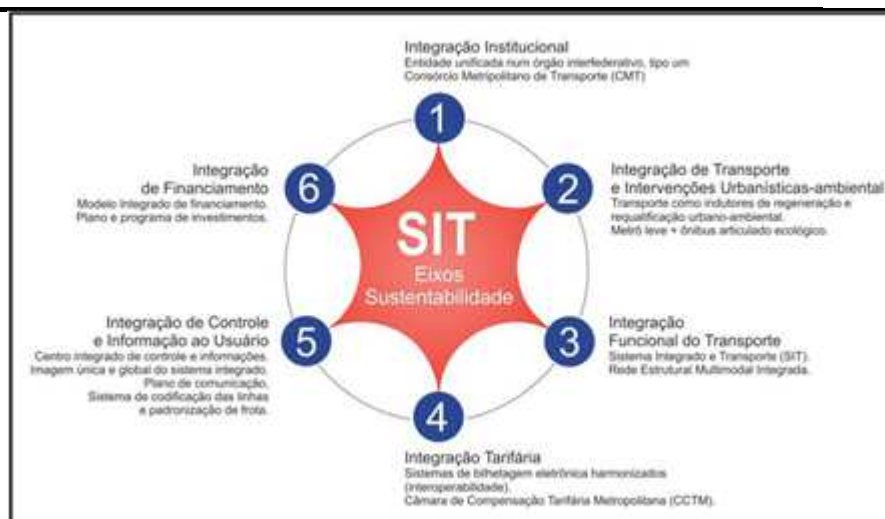 1
Integração Institucional
Entidade unificada num órgão interfederativo, tipo um
Consórcio Metripolitano de Transporte (CMT)
2
Integração de Transporte
e Intervenções Urbanísticas-ambiental
Transporte como indutores de regeneração e
requalificação urbano-ambiental.
Metrô leve + ônibus articulado ecológico.
3
Integração
Funcional do Transporte
Sistema Integrado e Transporte (SIT).
Rede Estrutural Multimodal Integrada.
4
Integração Tarifária
Sistemas de bilhetagem eletrônica harmonizados
(interoperabilidade).
Câmara de Compensação Tarifária Metropolitana (CCTM).
5
Integração de Controle
e Informação ao Usuário
Centro integrado de controle e informações.
Imagem única e global do sistema integrado.
Plano de comunicação,
Sistema de codificação das linhas
e padronização de frota.
6
Integração
de Financiamento
Modelo integrado de financiamento.
Plano e programa de investimentos.
SIT
Eixos
Sustentabilidade